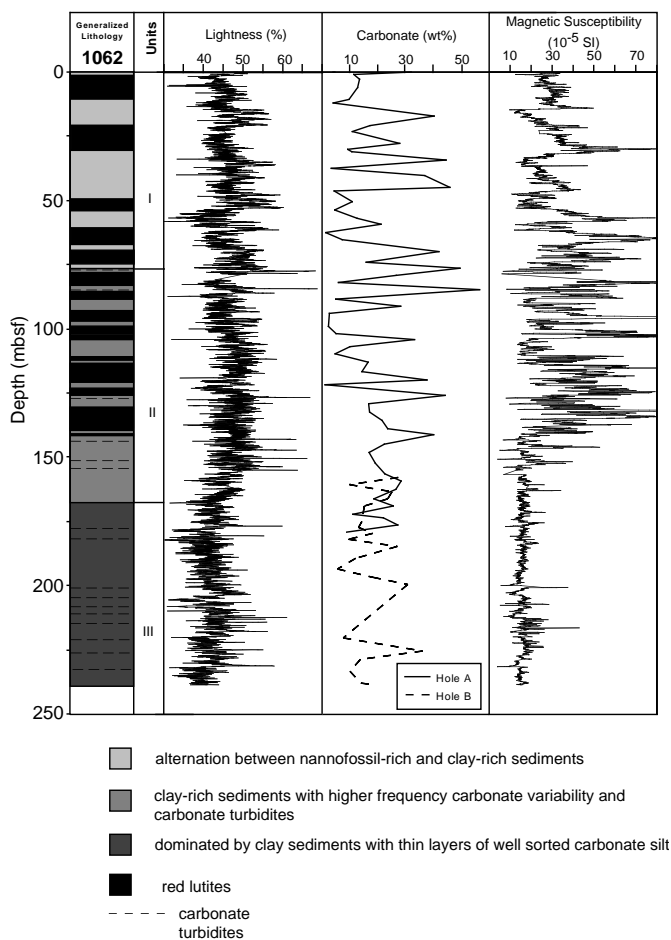 Generalized
Lithology
1062
Units
Lightness (%)
40 50 60
Carbonate (wt%)
10 30 50
Magnetic Susceptibility
(10-5 SI)
10 30 50 70
Depth (mbsf)
0
50
100
150
200
250
I
II
III
Hole A
Hole B
alternation between nannofossil-rich and clay-rich sediments
clay-rich sediments with higher frequency carbonate variability and
carbonate turbidites
dominated by clay sediments with thin layers of well sorted carbonate silt
red lutites
carbonate
turbidites